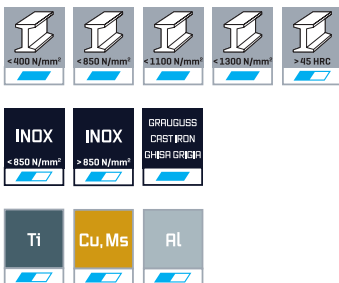 <400 N/mm² <850 N/mm² <1100 N/mm² <1300 N/mm² >45 HRC
INOX INOX GRAUGUSS
CAST IRON
GHISA GRIGIA
<850 N/mm² >850 N/mm²
Ti Cu, Ms Al